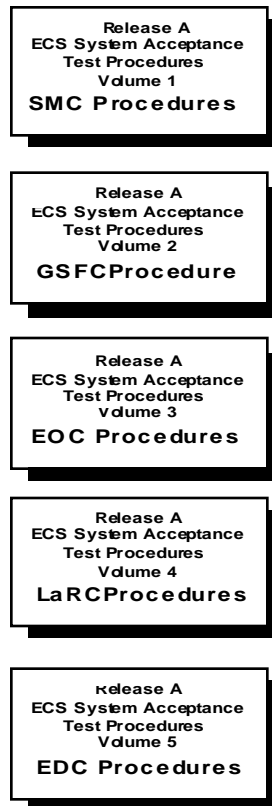 Release A
ECS System Acceptance
Test Procedures
Volume 1
SMC Procedures
Release A
ECS System Acceptance
Test Procedures
Volume 2
GSFCProcedure
Release A
ECS System Acceptance
Test Procedures
Volume 3
EOC Procedures
Release A
ECS System Acceptance
Test Procedures
Volume 4
LaRCProcedures
Release A
ECS System Acceptance
Test Procedures
Volume 5
EDC Procedures